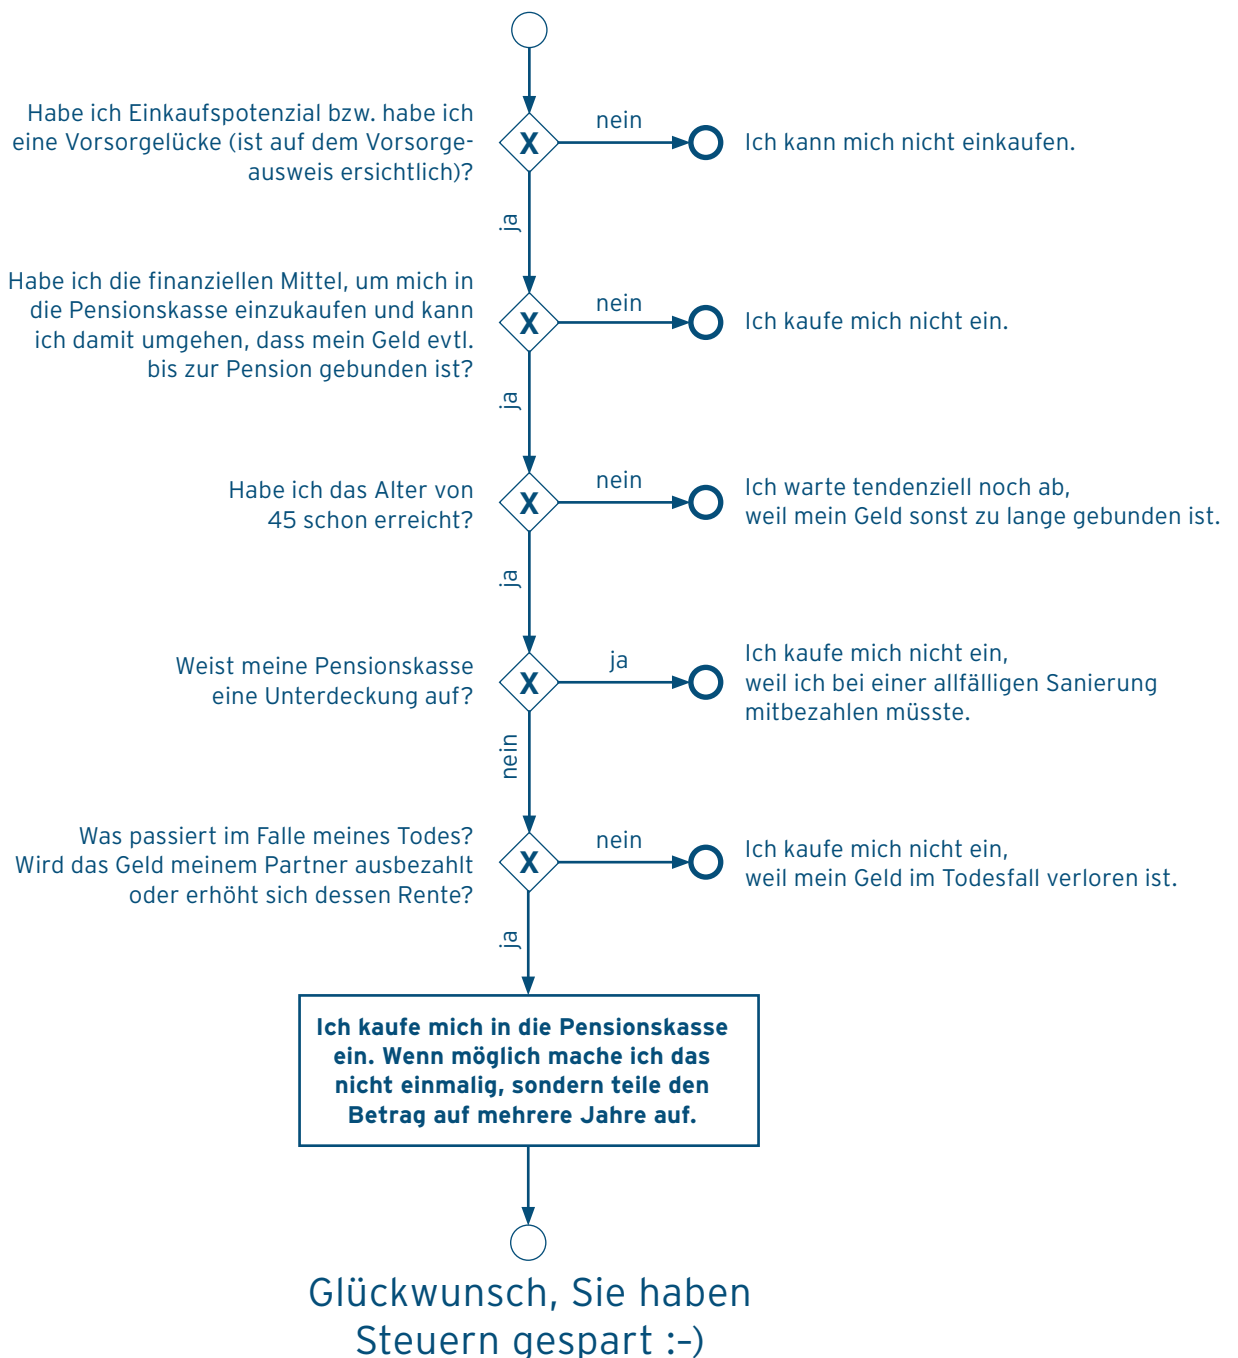 Habe ich Einkaufspotenzial bzw. habe ich
eine Vorsorgelücke (ist auf dem Vorsorge-
ausweis ersichtlich)?
X
nein
Ich kann mich nicht einkaufen.
ja
Habe ich die finanziellen Mittel, um mich in
die Pensionskasse einzukaufen und kann
ich damit umgehen, dass mein Geld evtl.
bis zur Pension gebunden ist?
X
nein
Ich kaufe mich nicht ein.
ja
Habe ich das Alter von
45 schon erreicht?
X
nein
Ich warte tendenziell noch ab,
weil mein Geld sonst zu lange gebunden ist.
ja
Weist meine Pensionskasse
eine Unterdeckung auf?
X
ja
Ich kaufe mich nicht ein,
weil ich bei einer allfälligen Sanierung
mitbezahlen müsste.
nein
Was passiert im Falle meines Todes?
Wird das Geld meinem Partner ausbezahlt
oder erhöht sich dessen Rente?
X
nein
Ich kaufe mich nicht ein,
weil mein Geld im Todesfall verloren ist.
ja
Ich kaufe mich in die Pensionskasse
ein. Wenn möglich mache ich das
nicht einmalig, sondern teile den
Betrag auf mehrere Jahre auf.
Glückwunsch, Sie haben
Steuern gespart :-)